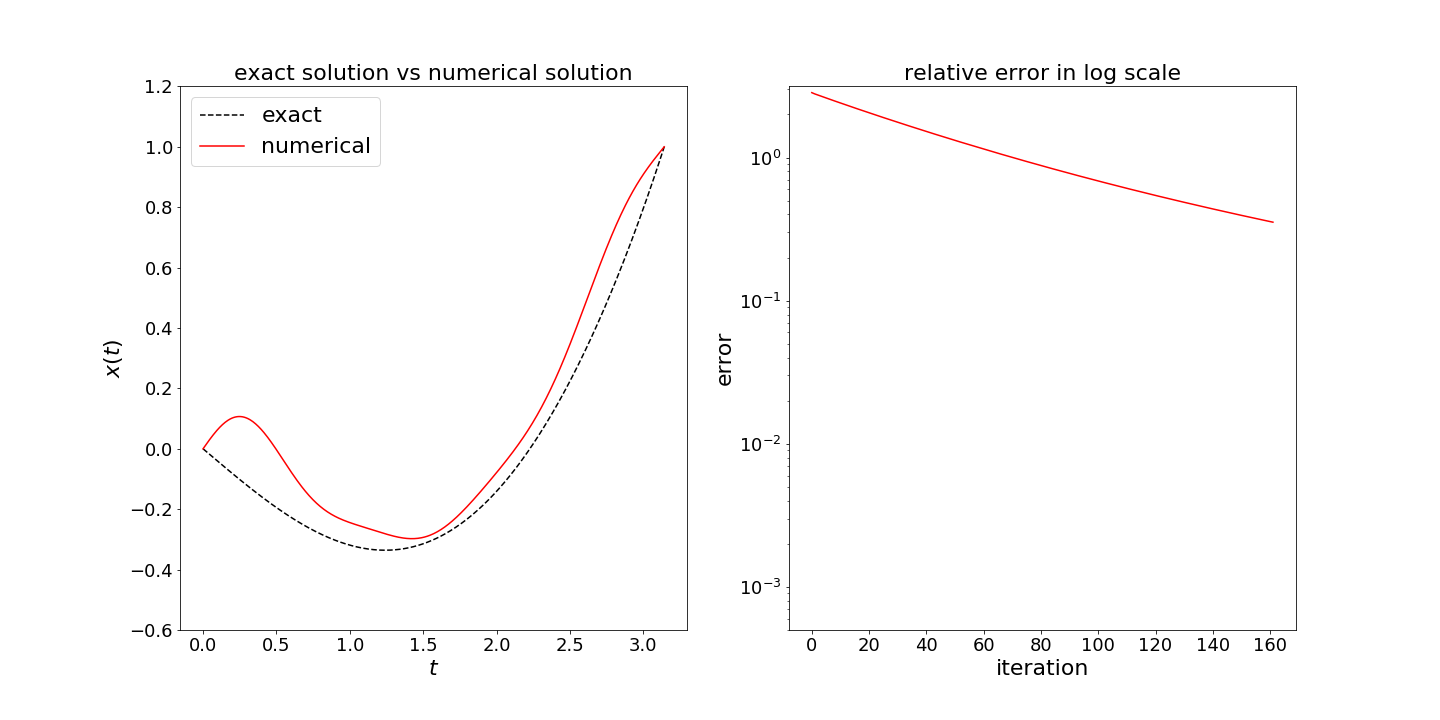 exact solution vs numerical solution
1.2
1.0
0.8
0.6
0.4
0.2
0.0
−0.2
−0.4
−0.6
x(t)
exact
numerical
0.0 0.5 1.0 1.5 2.0 2.5 3.0
t
relative error in log scale
10⁰
10⁻¹
10⁻²
10⁻³
error
0 20 40 60 80 100 120 140 160
iteration